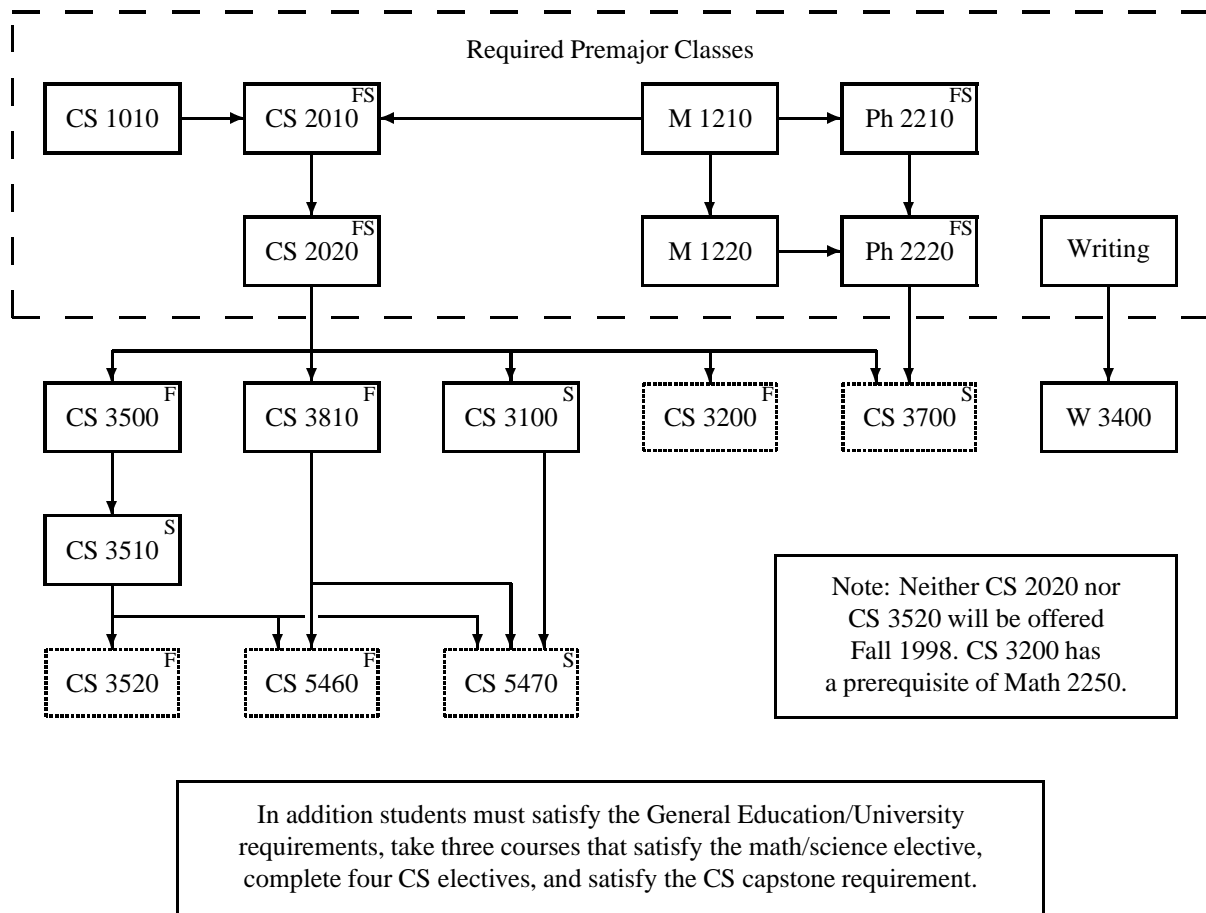 Required Premajor Classes
CS 1010
CS 2010
FS
M 1210
Ph 2210
FS
CS 2020
FS
M 1220
Ph 2220
FS
Writing
CS 3500
F
CS 3810
F
CS 3100
S
CS 3200
F
CS 3700
S
W 3400
CS 3510
S
CS 3520
F
CS 5460
F
CS 5470
S
Note: Neither CS 2020 nor
CS 3520 will be offered
Fall 1998. CS 3200 has
a prerequisite of Math 2250.
In addition students must satisfy the General Education/University
requirements, take three courses that satisfy the math/science elective,
complete four CS electives, and satisfy the CS capstone requirement.